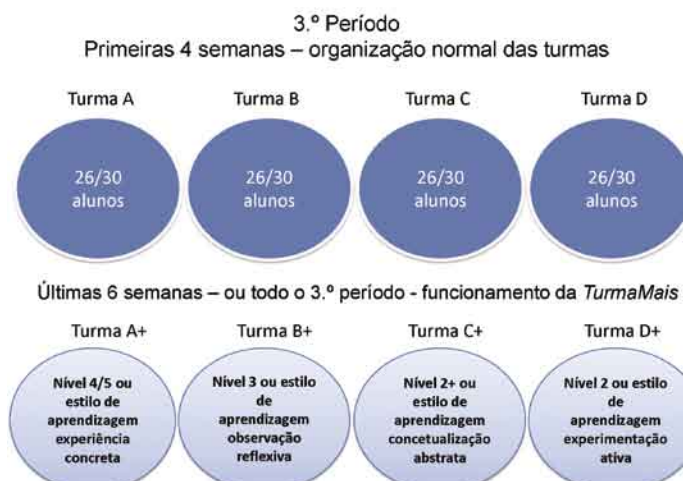 3.º Período
Primeiras 4 semanas – organização normal das turmas
Turma A
Turma B
Turma C
Turma D
26/30
alunos
26/30
alunos
26/30
alunos
26/30
alunos
Últimas 6 semanas – ou todo o 3.º período - funcionamento da TurmaMais
Turma A+
Turma B+
Turma C+
Turma D+
Nível 4/5 ou
estilo de
aprendizagem
experiência
concreta
Nível 3 ou estilo
de
aprendizagem
observação
reflexiva
Nível 2+ ou
estilo de
aprendizagem
concetualização
abstrata
Nível 2 ou estilo
de
aprendizagem
experimentação
ativa